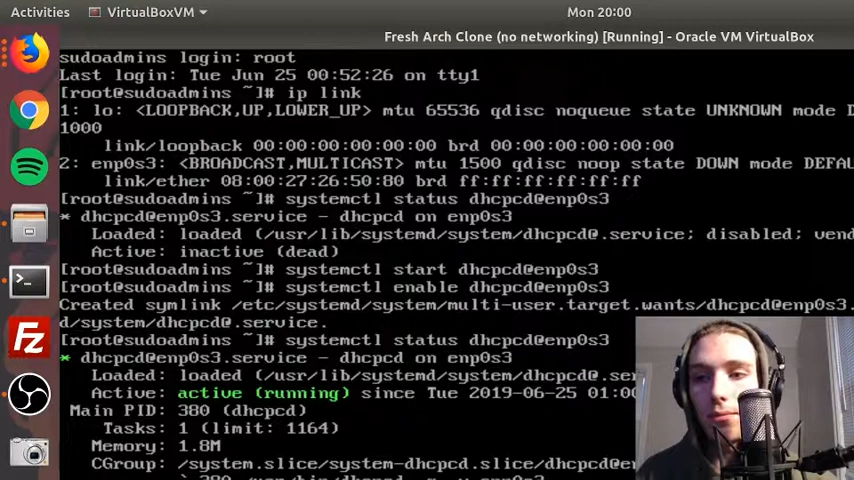 Activities
VirtualBoxVM
Mon 20:00
Fresh Arch Clone (no networking) [Running] - Oracle VM VirtualBox
sudoadmins login: root
Last login: Tue Jun 25 00:52:26 on tty1
[root@sudoadmins ~]# ip link
1: lo: <LOOPBACK,UP,LOWER_UP> mtu 65536 qdisc noqueue state UNKNOWN mode D
1000
link/loopback 00:00:00:00:00:00 brd 00:00:00:00:00:00
2: enp0s3: <BROADCAST,MULTICAST> mtu 1500 qdisc noop state DOWN mode DEFAU
link/ether 08:00:27:26:50:80 brd ff:ff:ff:ff:ff:ff
[root@sudoadmins ~]# systemctl status dhcpcd@enp0s3
* dhcpcd@enp0s3.service - dhcpcd on enp0s3
Loaded: loaded (/usr/lib/systemd/system/dhcpcd@.service; disabled; vend
Active: inactive (dead)
[root@sudoadmins ~]# systemctl start dhcpcd@enp0s3
[root@sudoadmins ~]# systemctl enable dhcpcd@enp0s3
Created symlink /etc/systemd/system/multi-user.target.wants/dhcpcd@enp0s3.
d/system/dhcpcd@.service.
[root@sudoadmins ~]# systemctl status dhcpcd@enp0s3
* dhcpcd@enp0s3.service - dhcpcd on enp0s3
Loaded: loaded (/usr/lib/systemd/system/dhcpcd@.ser
Active: active (running) since Tue 2019-06-25 01:00
Main PID: 380 (dhcpcd)
Tasks: 1 (limit: 1164)
Memory: 1.8M
CGroup: /system.slice/system-dhcpcd.slice/dhcpcd@en
Fz